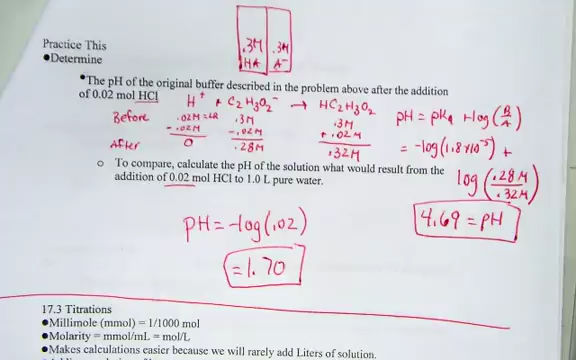 .3M .3M
HA A⁻
Practice This
●Determine
●The pH of the original buffer described in the problem above after the addition
of 0.02 mol HCl
H⁺ + C₂H₃O₂⁻ → HC₂H₃O₂
Before .02M=LR .3M .3M
-.02M -.02M +.02M
After 0 .28M .32M
pH = pKa + log(B/A)
= -log(1.8x10⁻⁵) +
log(.28M/.32M)
4.69 = pH
o To compare, calculate the pH of the solution what would result from the
addition of 0.02 mol HCl to 1.0 L pure water.
pH = -log(.02)
= 1.70
17.3 Titrations
●Millimole (mmol) = 1/1000 mol
●Molarity = mmol/mL = mol/L
●Makes calculations easier because we will rarely add Liters of solution.